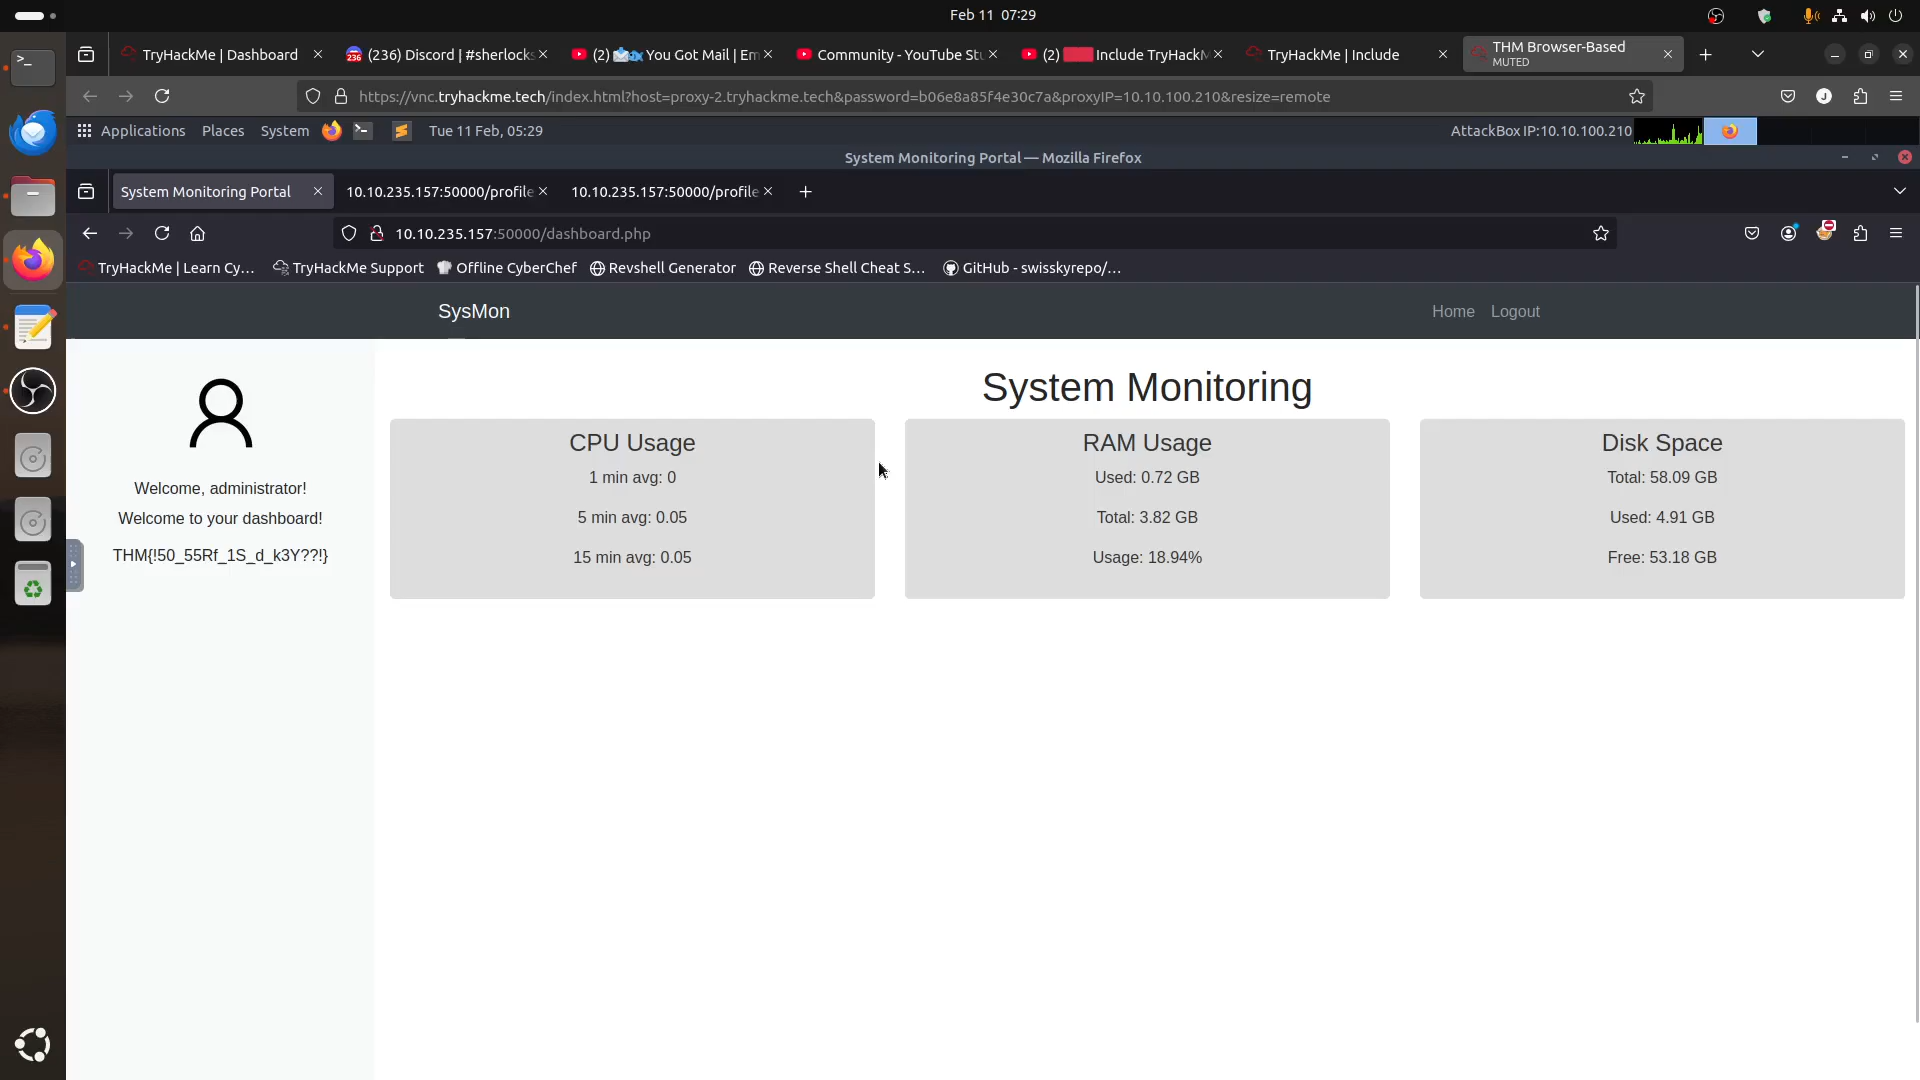 Feb 11 07:29
TryHackMe | Dashboard
(236) Discord | #sherlocks
(2) You Got Mail | Em
Community - YouTube Stu
(2) Include TryHackM
TryHackMe | Include
THM Browser-Based
MUTED
https://vnc.tryhackme.tech/index.html?host=proxy-2.tryhackme.tech&password=b06e8a85f4e30c7a&proxyIP=10.10.100.210&resize=remote
Applications Places System Tue 11 Feb, 05:29 AttackBox IP:10.10.100.210
System Monitoring Portal — Mozilla Firefox
System Monitoring Portal
10.10.235.157:50000/profile
10.10.235.157:50000/profile
10.10.235.157:50000/dashboard.php
TryHackMe | Learn Cy... TryHackMe Support Offline CyberChef Revshell Generator Reverse Shell Cheat S... GitHub - swisskyrepo/...
SysMon Home Logout
Welcome, administrator!
Welcome to your dashboard!
THM{!50_55Rf_1S_d_k3Y??!}
System Monitoring
CPU Usage
1 min avg: 0
5 min avg: 0.05
15 min avg: 0.05
RAM Usage
Used: 0.72 GB
Total: 3.82 GB
Usage: 18.94%
Disk Space
Total: 58.09 GB
Used: 4.91 GB
Free: 53.18 GB